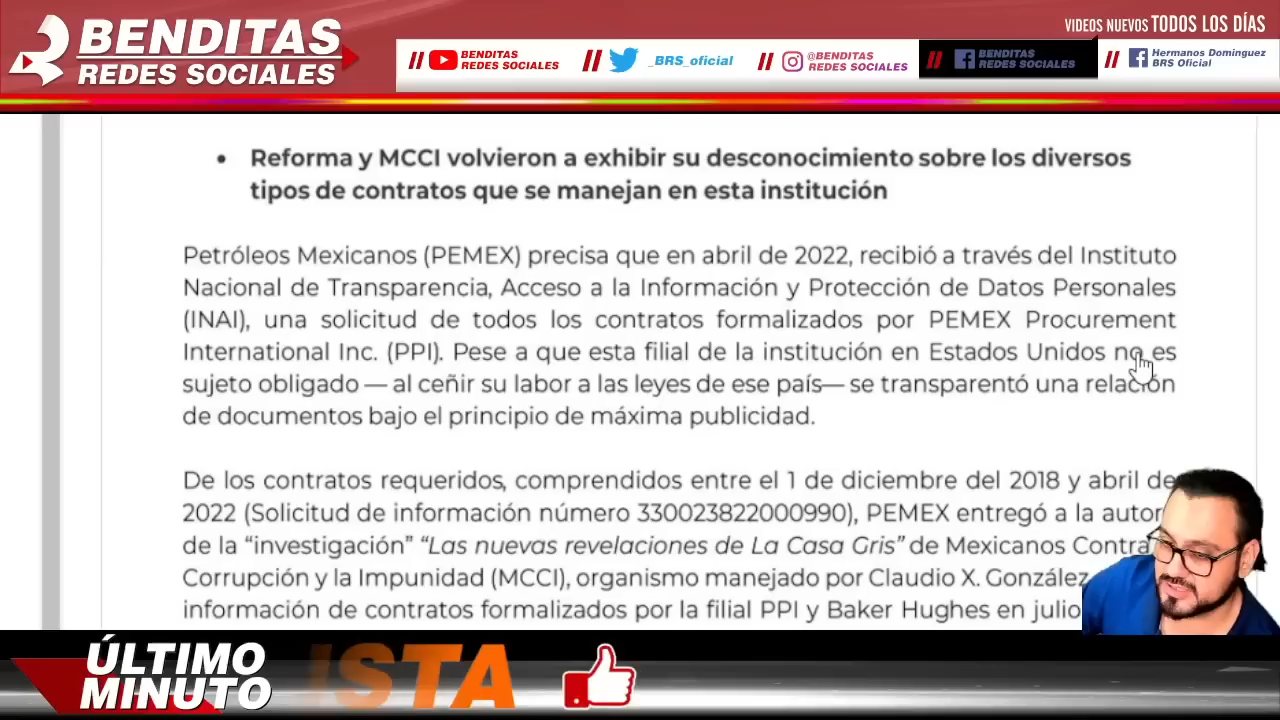 BENDITAS
REDES SOCIALES
VIDEOS NUEVOS TODOS LOS DÍAS
// BENDITAS
REDES SOCIALES
// _BRS_oficial
// @BENDITAS
REDES SOCIALES
// BENDITAS
REDES SOCIALES
// Hermanos Dominguez
BRS Oficial
• Reforma y MCCI volvieron a exhibir su desconocimiento sobre los diversos
tipos de contratos que se manejan en esta institución
Petróleos Mexicanos (PEMEX) precisa que en abril de 2022, recibió a través del Instituto
Nacional de Transparencia, Acceso a la Información y Protección de Datos Personales
(INAI), una solicitud de todos los contratos formalizados por PEMEX Procurement
International Inc. (PPI). Pese a que esta filial de la institución en Estados Unidos no es
sujeto obligado — al ceñir su labor a las leyes de ese país— se transparentó una relación
de documentos bajo el principio de máxima publicidad.
De los contratos requeridos, comprendidos entre el 1 de diciembre del 2018 y abril de
2022 (Solicitud de información número 330023822000990), PEMEX entregó a la
de la “investigación” “Las nuevas revelaciones de La Casa Gris” de Mexicanos
Corrupción y la Impunidad (MCCI), organismo manejado por Claudio X. González
información de contratos formalizados por la filial PPI y Baker Hughes en julio
ÚLTIMO
MINUTO
ISTA